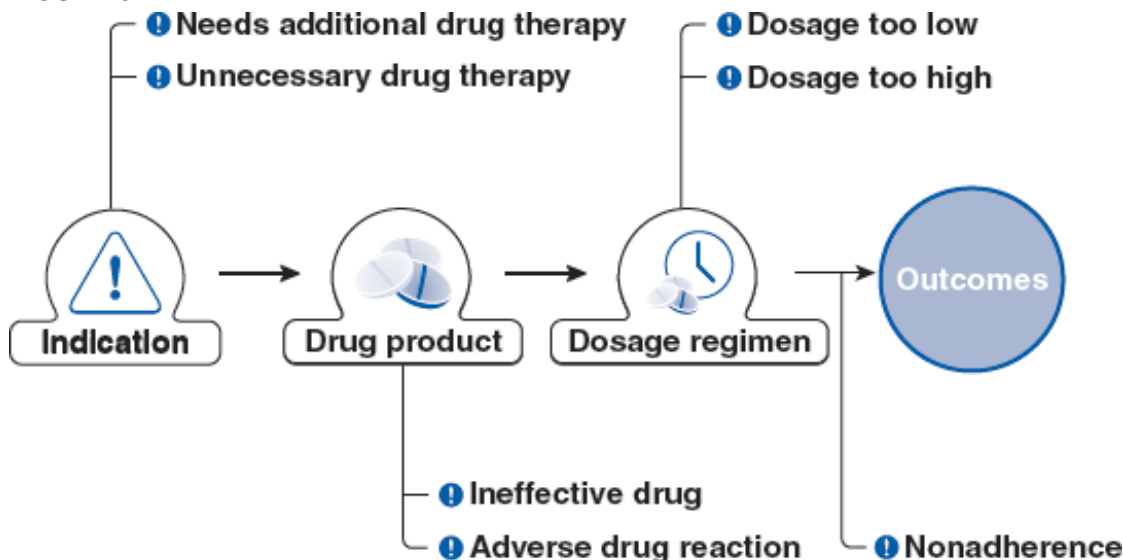 Needs additional drug therapy
Unnecessary drug therapy
Dosage too low
Dosage too high
Indication
Drug product
Dosage regimen
Outcomes
Ineffective drug
Adverse drug reaction
Nonadherence